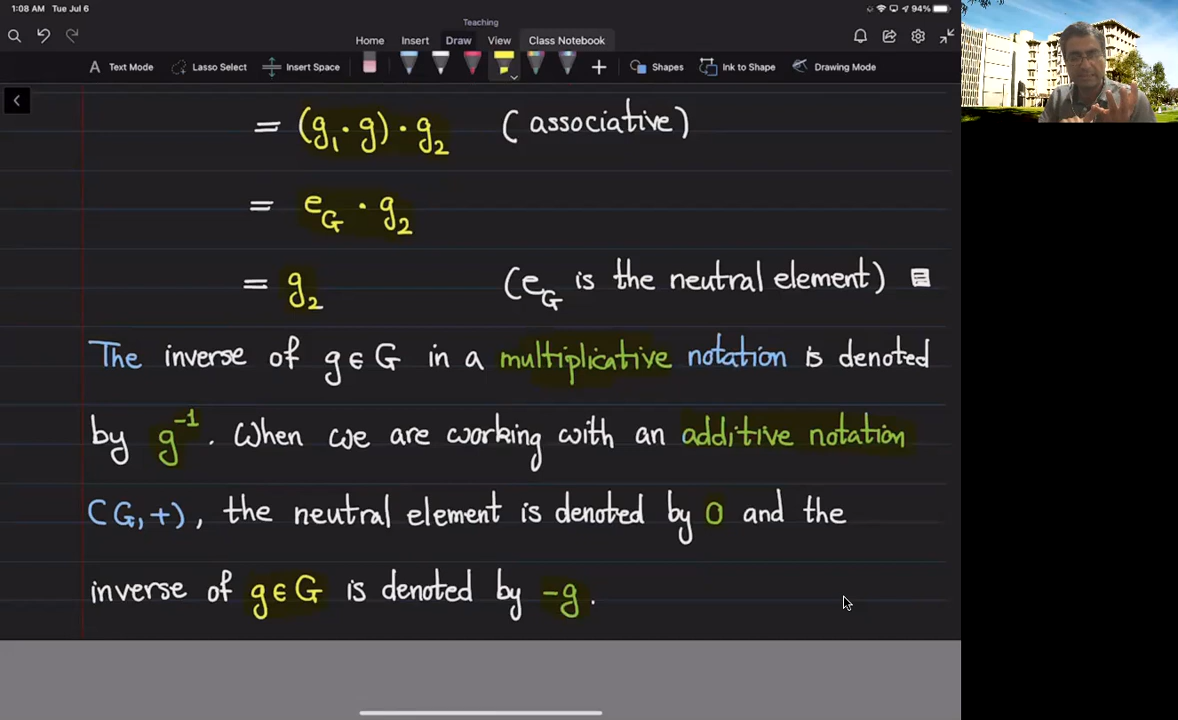 1:08 AM Tue Jul 6
94%
Teaching
Home Insert Draw View Class Notebook
Text Mode Lasso Select Insert Space Shapes Ink to Shape Drawing Mode
= (g₁ · g) · g₂ (associative)
= e_G · g₂
= g₂ (e_G is the neutral element)
The inverse of g ∈ G in a multiplicative notation is denoted
by g⁻¹. When we are working with an additive notation
(G, +), the neutral element is denoted by 0 and the
inverse of g ∈ G is denoted by -g.